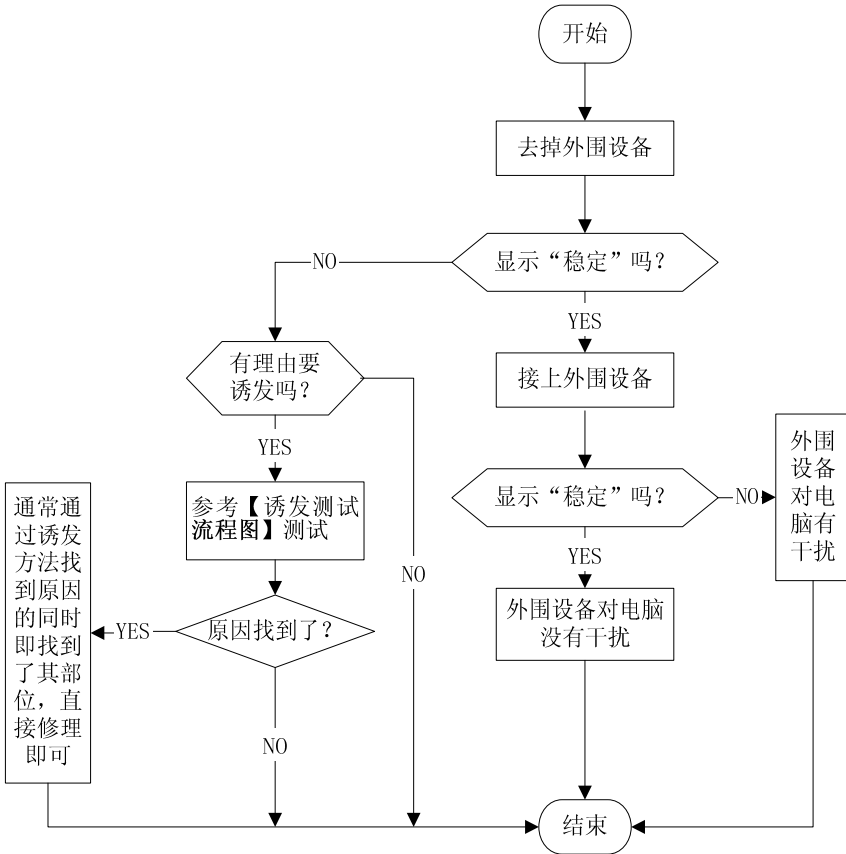 开始
去掉外围设备
显示“稳定”吗？
NO
YES
有理由要
诱发吗？
接上外围设备
YES
NO
参考【诱发测试
流程图】测试
显示“稳定”吗？
NO
外围
设备
对电
脑有
干扰
YES
外围设备对电脑
没有干扰
原因找到了？
YES
通常通
过诱发
方法找
到原因
的同时
即找到
了其部
位，直
接修理
即可
NO
结束